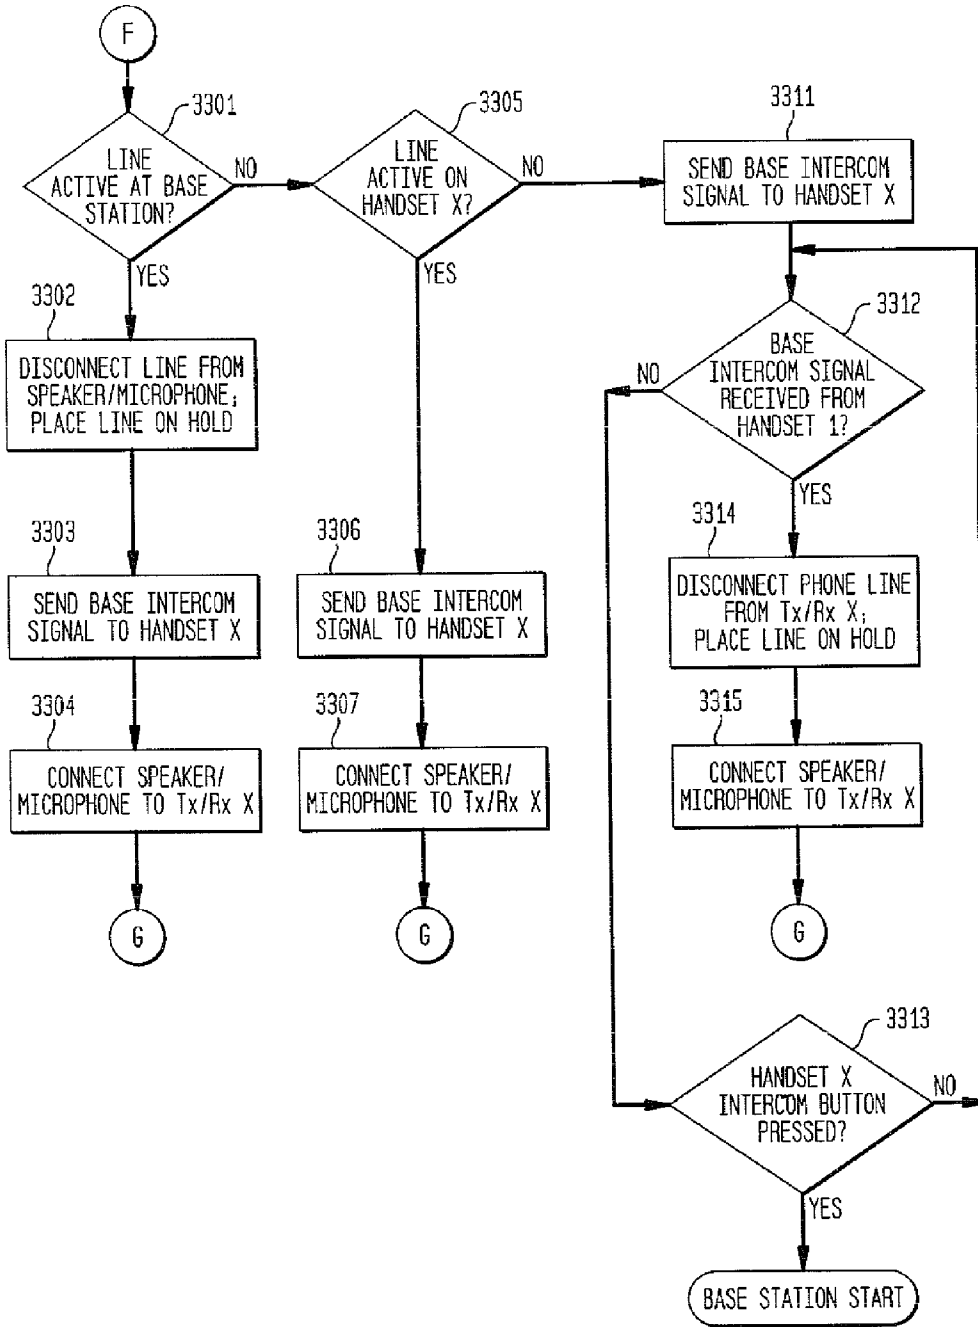 F
3301
LINE
ACTIVE AT BASE
STATION?
NO
YES
3305
LINE
ACTIVE ON
HANDSET X?
NO
YES
3311
SEND BASE INTERCOM
SIGNAL TO HANDSET X
3302
DISCONNECT LINE FROM
SPEAKER/MICROPHONE;
PLACE LINE ON HOLD
3312
BASE
INTERCOM SIGNAL
RECEIVED FROM
HANDSET 1?
NO
YES
3303
SEND BASE INTERCOM
SIGNAL TO HANDSET X
3306
SEND BASE INTERCOM
SIGNAL TO HANDSET X
3314
DISCONNECT PHONE LINE
FROM Tx/Rx X;
PLACE LINE ON HOLD
3304
CONNECT SPEAKER/
MICROPHONE TO Tx/Rx X
3307
CONNECT SPEAKER/
MICROPHONE TO Tx/Rx X
3315
CONNECT SPEAKER/
MICROPHONE TO Tx/Rx X
G
G
G
3313
HANDSET X
INTERCOM BUTTON
PRESSED?
NO
YES
BASE STATION START